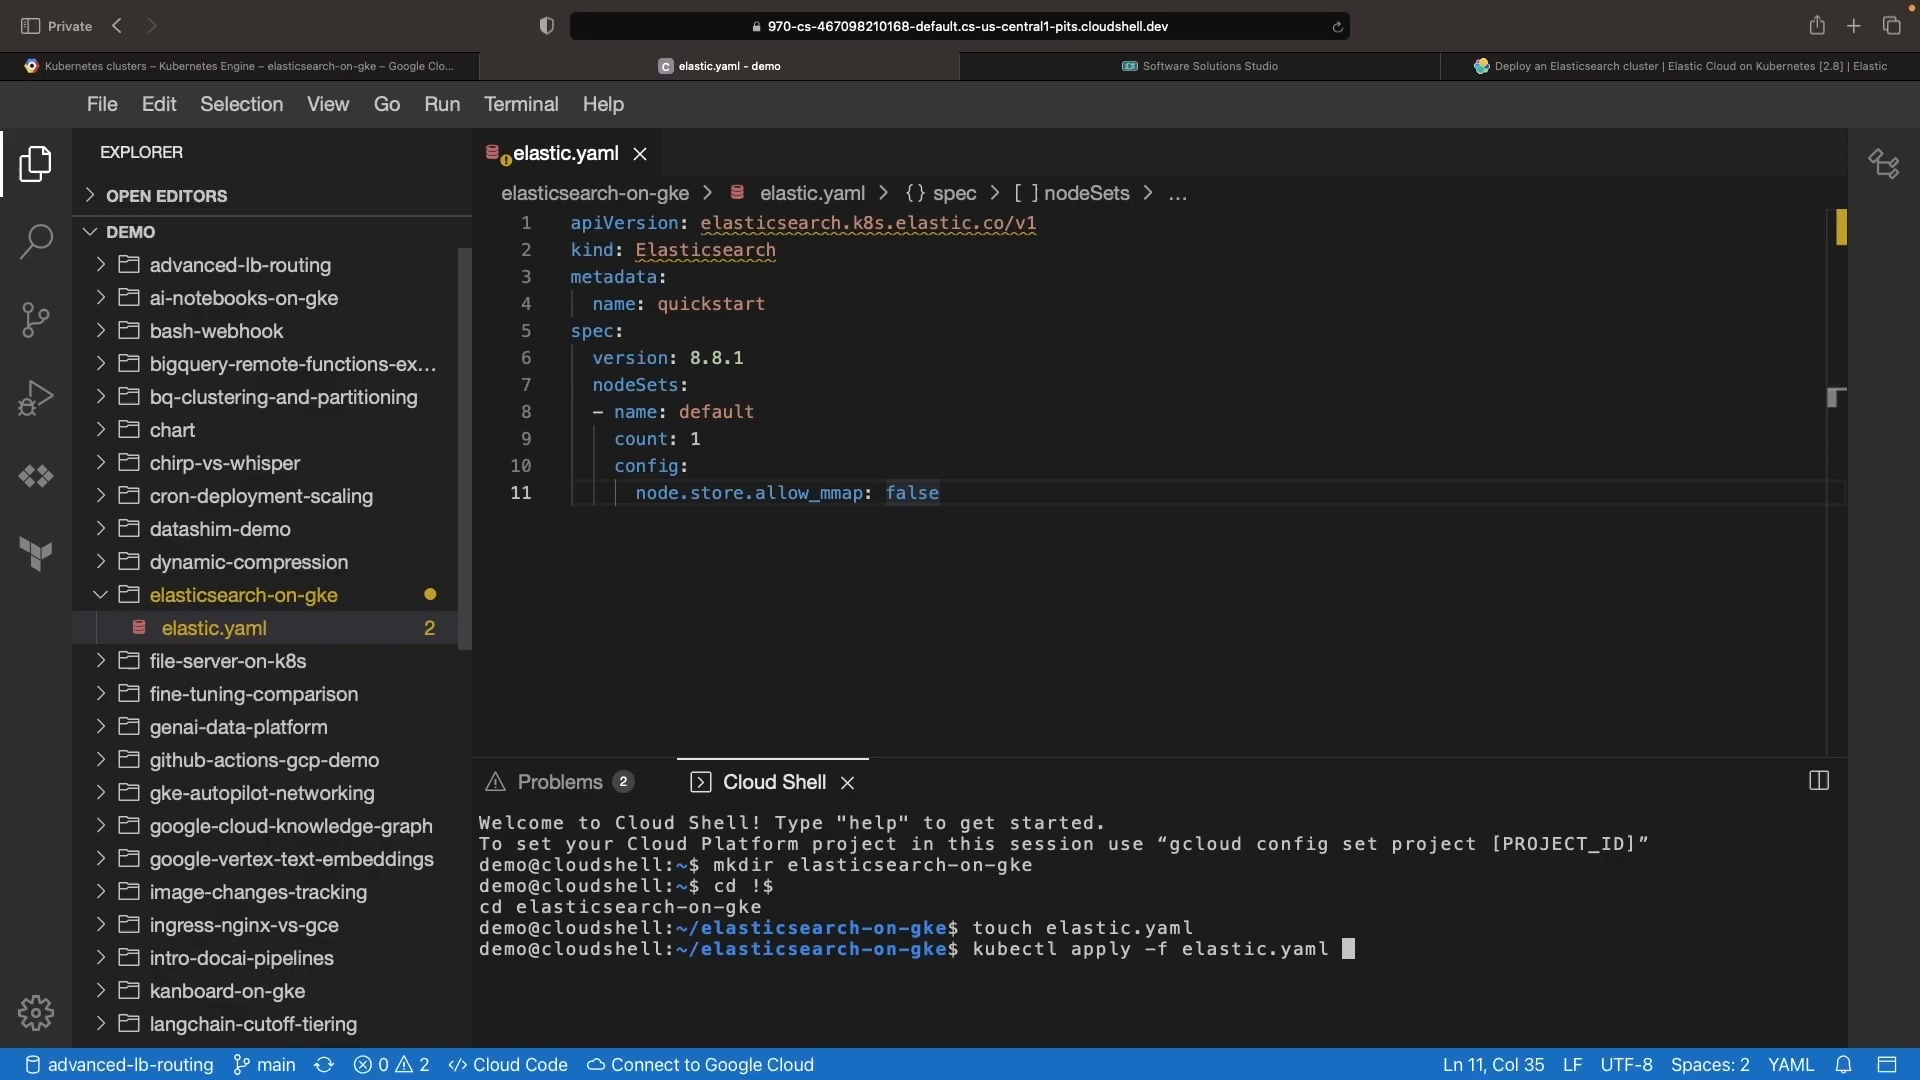 Private
970-cs-467098210168-default.cs-us-central1-pits.cloudshell.dev
Kubernetes clusters – Kubernetes Engine – elasticsearch-on-gke – Google Clo...
C elastic.yaml - demo
Software Solutions Studio
Deploy an Elasticsearch cluster | Elastic Cloud on Kubernetes [2.8] | Elastic
File Edit Selection View Go Run Terminal Help
EXPLORER
OPEN EDITORS
DEMO
advanced-lb-routing
ai-notebooks-on-gke
bash-webhook
bigquery-remote-functions-ex...
bq-clustering-and-partitioning
chart
chirp-vs-whisper
cron-deployment-scaling
datashim-demo
dynamic-compression
elasticsearch-on-gke
elastic.yaml 2
file-server-on-k8s
fine-tuning-comparison
genai-data-platform
github-actions-gcp-demo
gke-autopilot-networking
google-cloud-knowledge-graph
google-vertex-text-embeddings
image-changes-tracking
ingress-nginx-vs-gce
intro-docai-pipelines
kanboard-on-gke
langchain-cutoff-tiering
elastic.yaml
elasticsearch-on-gke > elastic.yaml > {} spec > [ ] nodeSets > ...
1 apiVersion: elasticsearch.k8s.elastic.co/v1
2 kind: Elasticsearch
3 metadata:
4 name: quickstart
5 spec:
6 version: 8.8.1
7 nodeSets:
8 - name: default
9 count: 1
10 config:
11 node.store.allow_mmap: false
Problems 2 Cloud Shell
Welcome to Cloud Shell! Type "help" to get started.
To set your Cloud Platform project in this session use “gcloud config set project [PROJECT_ID]”
demo@cloudshell:~$ mkdir elasticsearch-on-gke
demo@cloudshell:~$ cd !$
cd elasticsearch-on-gke
demo@cloudshell:~/elasticsearch-on-gke$ touch elastic.yaml
demo@cloudshell:~/elasticsearch-on-gke$ kubectl apply -f elastic.yaml
advanced-lb-routing main 0 2 Cloud Code Connect to Google Cloud Ln 11, Col 35 LF UTF-8 Spaces: 2 YAML